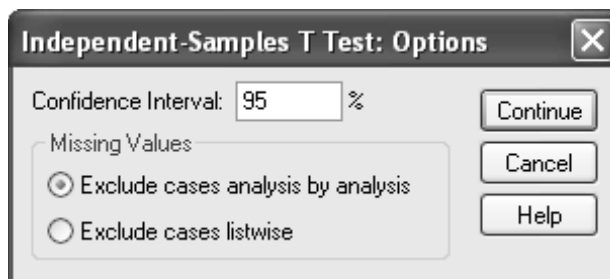 Independent-Samples T Test: Options
Confidence Interval: 95 %
Continue
Missing Values
Cancel
Exclude cases analysis by analysis
Exclude cases listwise
Help